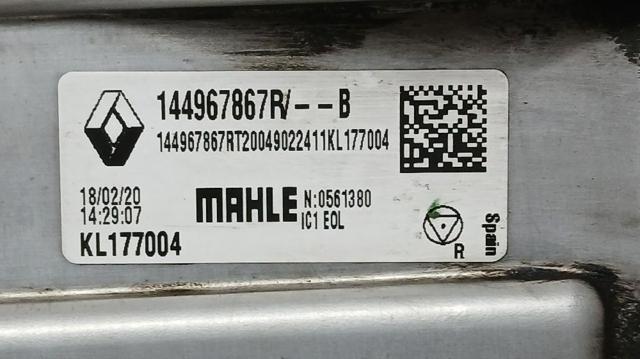 144967867R/--B
144967867RT20049022411KL177004
18/02/20
14:29:07
MAHLE
N:0561380
IC1 EOL
KL177004
R
Spain